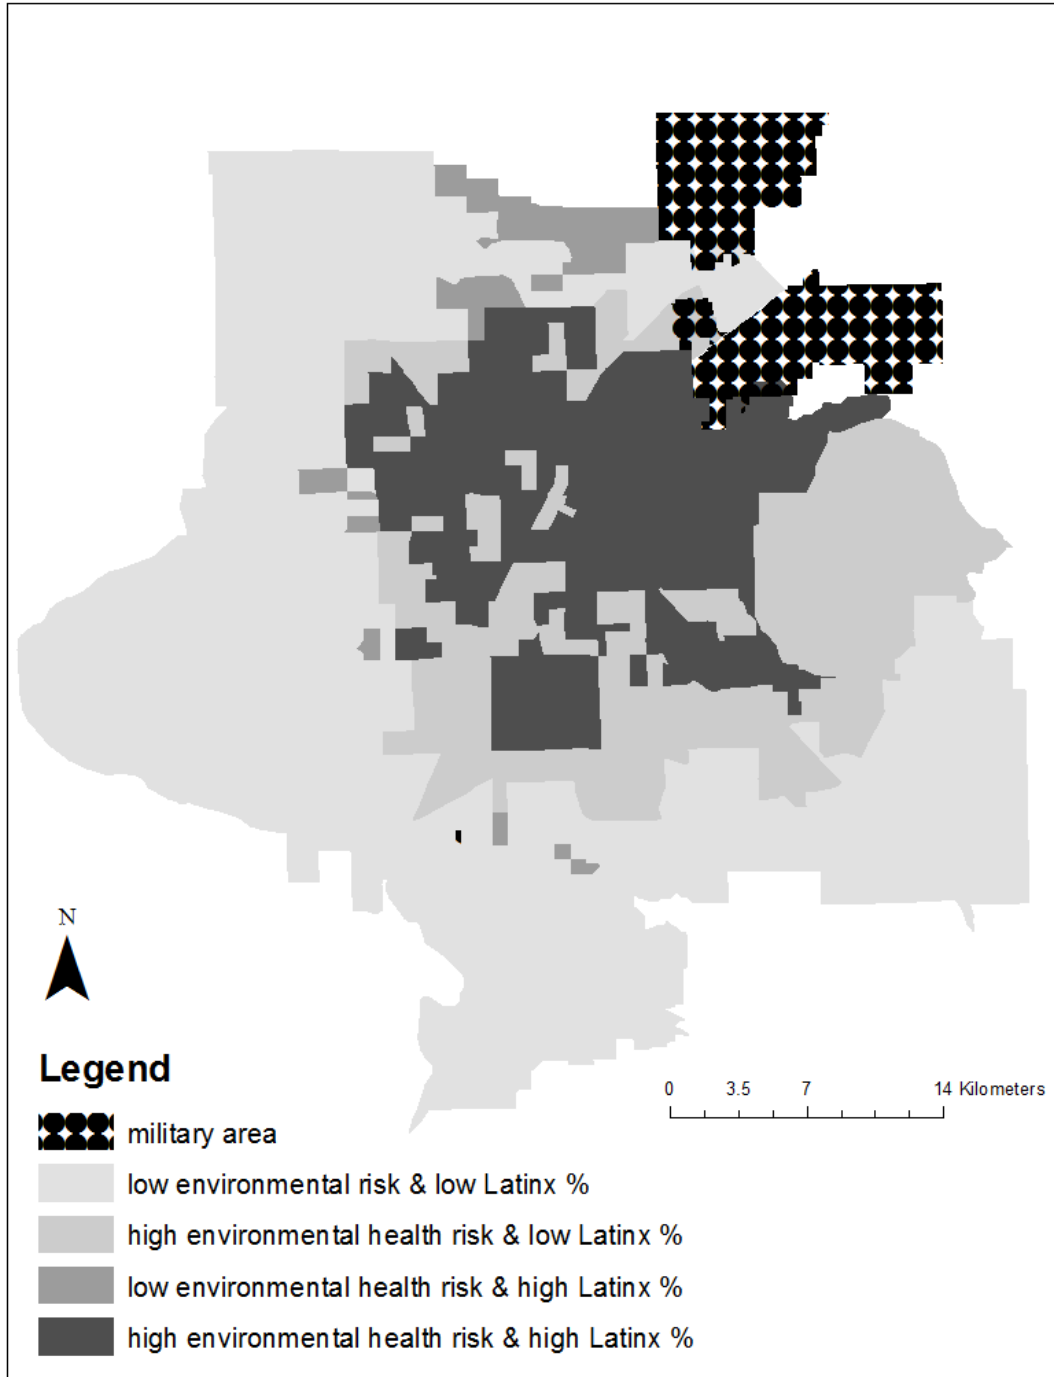 N
Legend
0 3.5 7 14 Kilometers
military area
low environmental risk & low Latinx %
high environmental health risk & low Latinx %
low environmental health risk & high Latinx %
high environmental health risk & high Latinx %